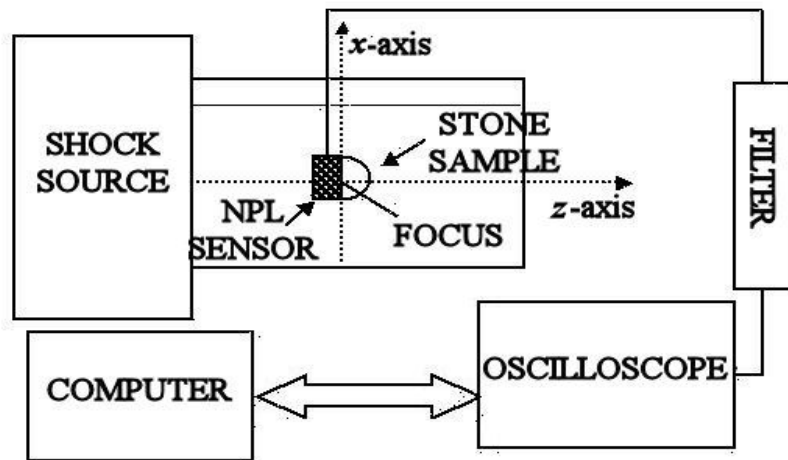 x-axis
SHOCK
SOURCE
STONE
SAMPLE
FILTER
NPL
SENSOR
FOCUS
z-axis
COMPUTER
OSCILLOSCOPE